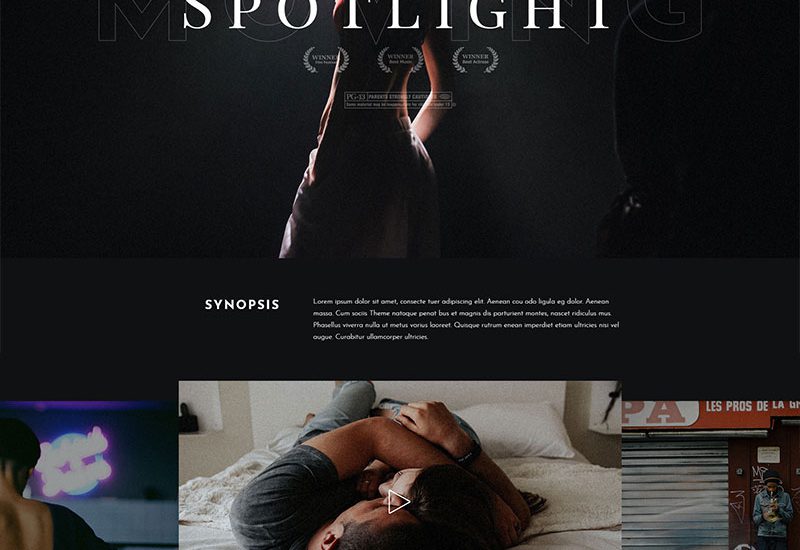 MOVING
SPOTLIGHT
WINNER
Film Festival
WINNER
Best Music
WINNER
Best Actress
PG-13 PARENTS STRONGLY CAUTIONED
Some material may be inappropriate for children under 13
SYNOPSIS
Lorem ipsum dolor sit amet, consecte tuer adipiscing elit. Aenean cou odo ligula eg dolor. Aenean
massa. Cum sociis Theme natoque penat bus et magnis dis parturient montes, nascet ridiculus mus.
Phasellus viverra nulla ut metus varius laoreet. Quisque rutrum enean imperdiet etiam ultricies nisi vel
augue. Curabitur ullamcorper ultricies.
PA
LES PROS DE LA